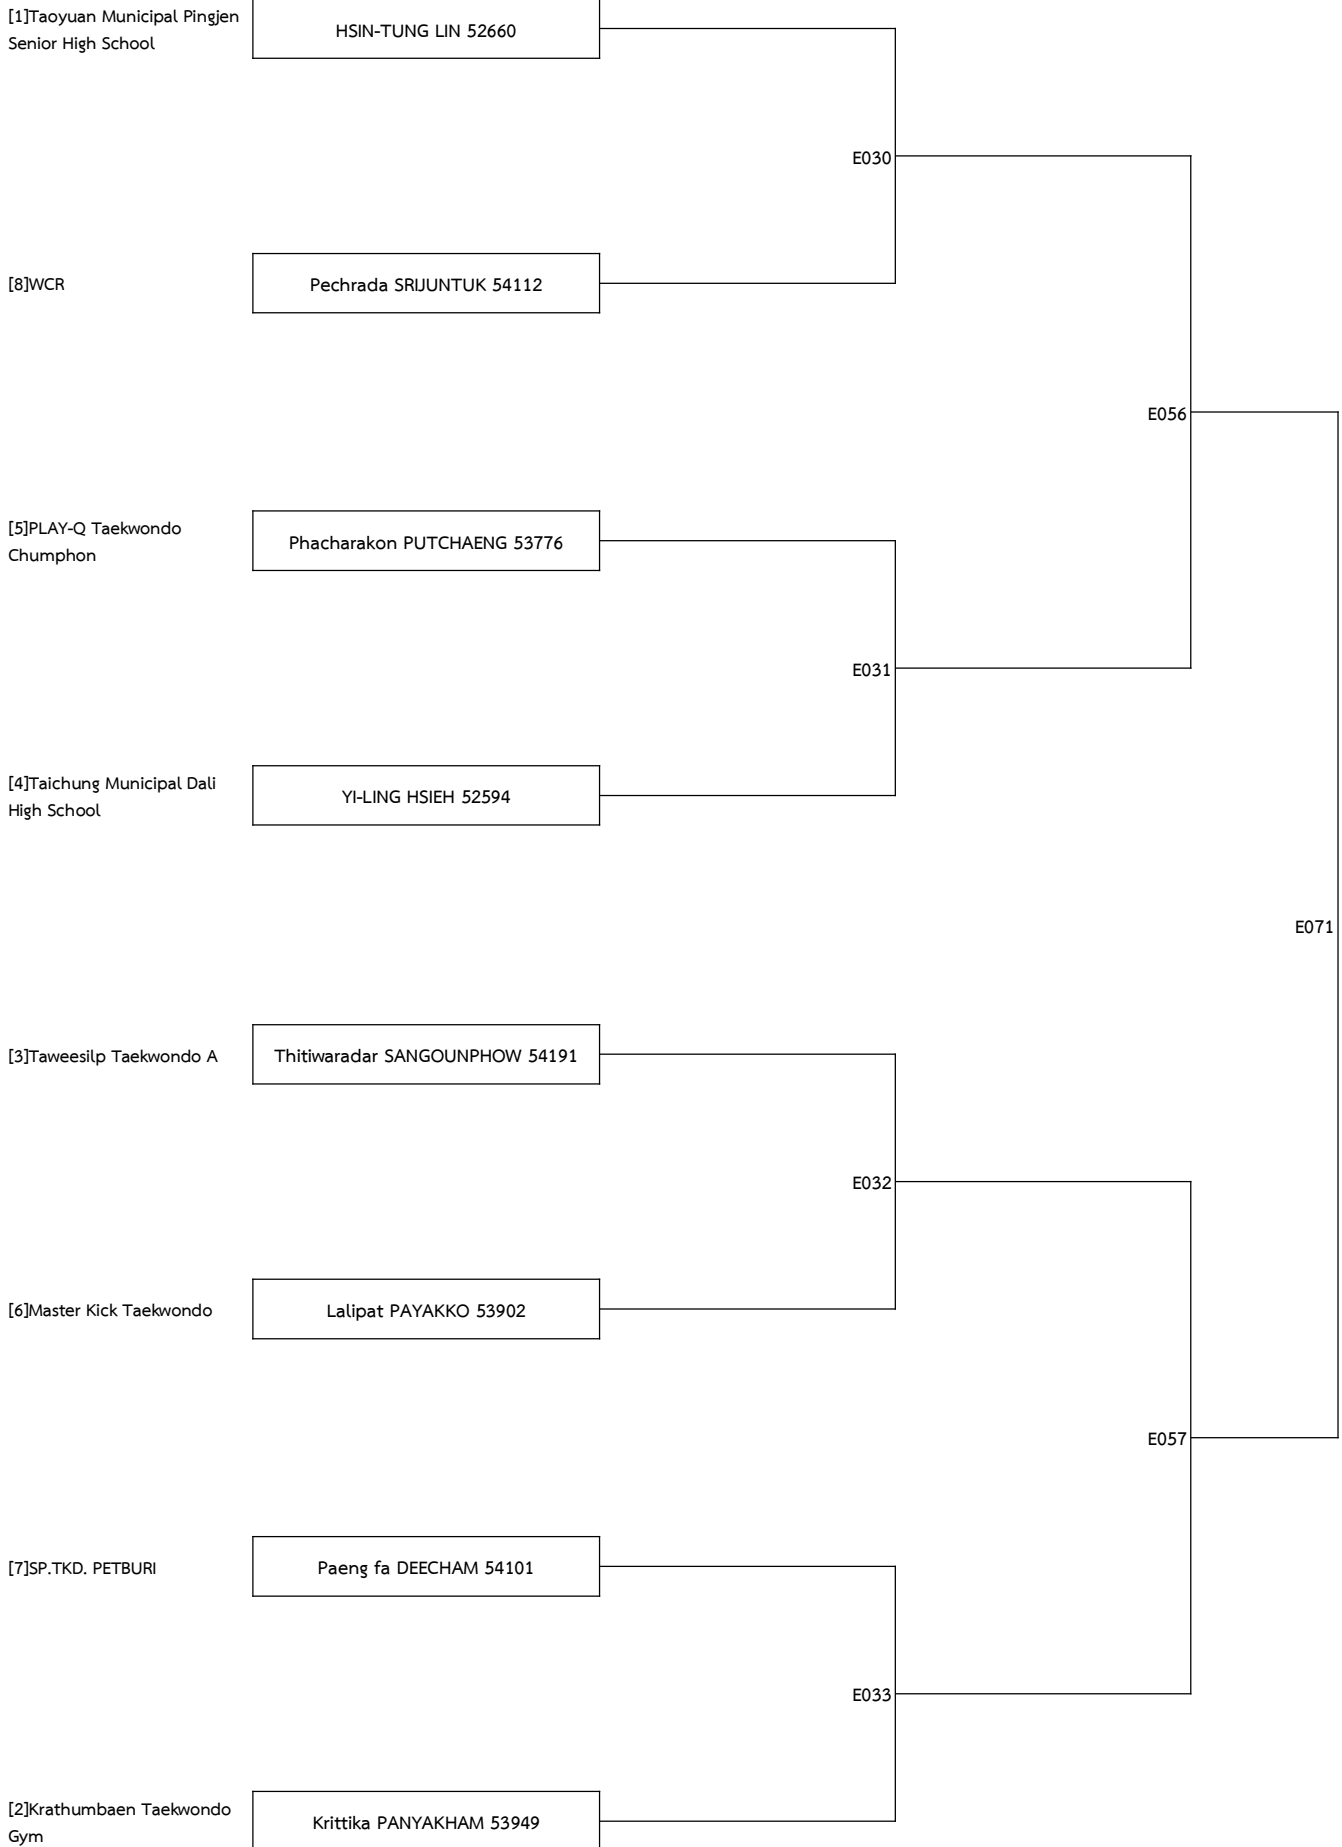 [1]Taoyuan Municipal Pingjen
Senior High School
HSIN-TUNG LIN 52660
E030
[8]WCR
Pechrada SRIJUNTUK 54112
E056
[5]PLAY-Q Taekwondo
Chumphon
Phacharakon PUTCHAENG 53776
E031
[4]Taichung Municipal Dali
High School
YI-LING HSIEH 52594
E071
[3]Taweesilp Taekwondo A
Thitiwaradar SANGOUNPHOW 54191
E032
[6]Master Kick Taekwondo
Lalipat PAYAKKO 53902
E057
[7]SP.TKD. PETBURI
Paeng fa DEECHAM 54101
E033
[2]Krathumbaen Taekwondo
Gym
Krittika PANYAKHAM 53949